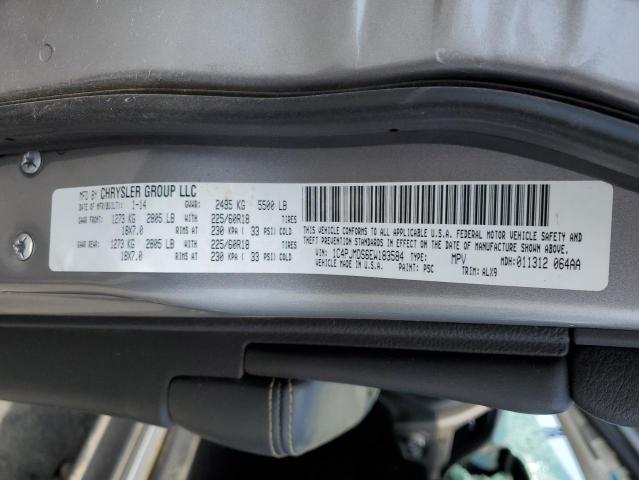 MFD BY CHRYSLER GROUP LLC
DATE OF MFR/BUILT: 1-14 GVWR: 2495 KG 5500 LB
GAWR FRONT: 1273 KG 2805 LB WITH 225/60R18 TIRES
18X7.0 RIMS AT 230 KPA ( 33 PSI) COLD
GAWR REAR: 1273 KG 2805 LB WITH 225/60R18 TIRES
18X7.0 RIMS AT 230 KPA ( 33 PSI) COLD
THIS VEHICLE CONFORMS TO ALL APPLICABLE U.S.A. FEDERAL MOTOR VEHICLE SAFETY AND
THEFT PREVENTION STANDARDS IN EFFECT ON THE DATE OF MANUFACTURE SHOWN ABOVE.
VIN: 1C4PJMDS6EW183584 TYPE: MPV MDH: 011312 064AA
VEHICLE MADE IN U.S.A. PAINT: PSC TRIM: ALX9